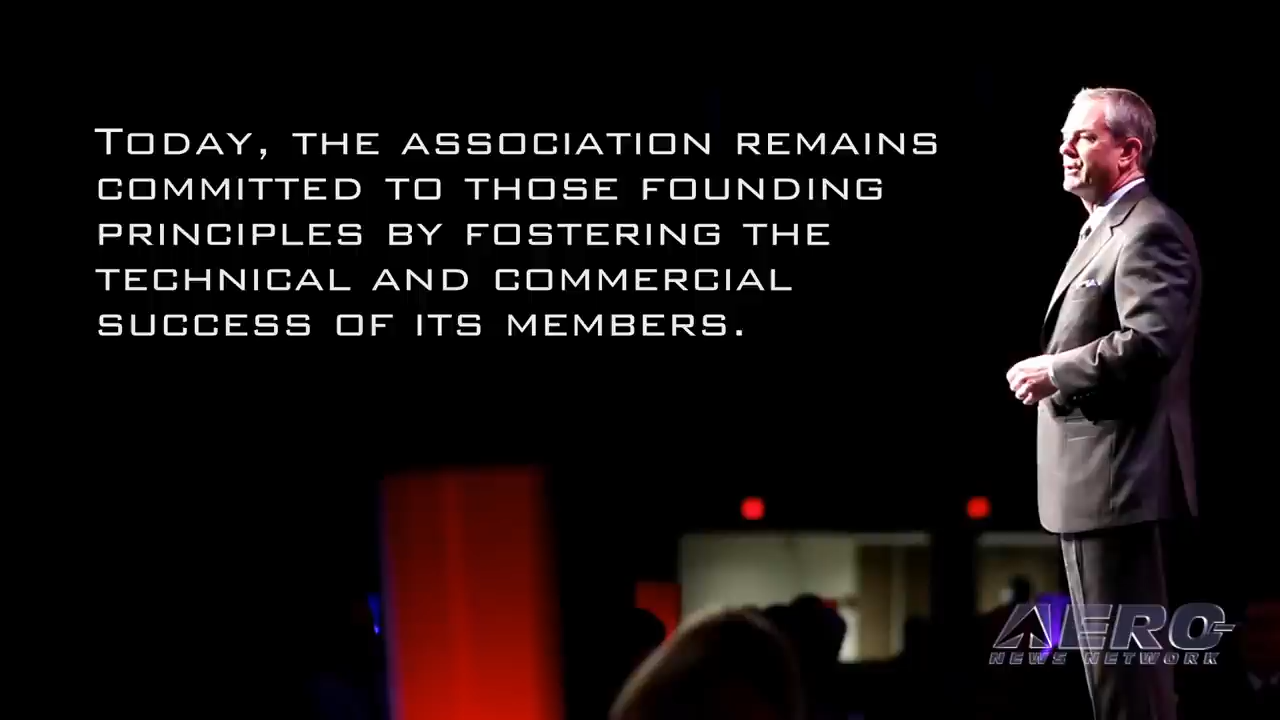 Today, the association remains
committed to those founding
principles by fostering the
technical and commercial
success of its members.
AERO
NEWS NETWORK